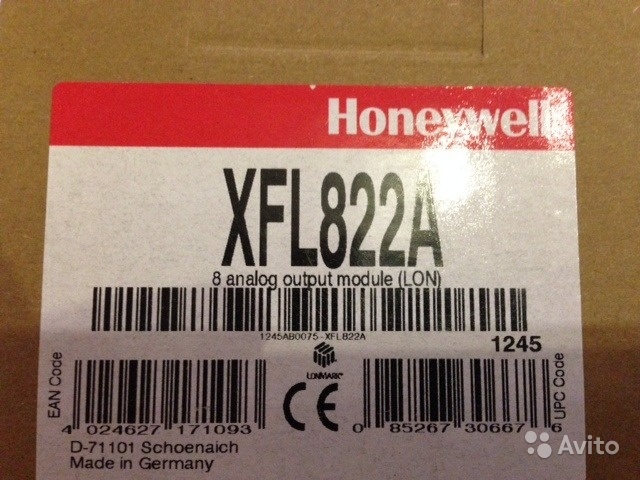 Honeywell
XFL822A
8 analog output module (LON)
1245AB0075-XFL822A
1245
LONMARK
EAN Code
4 024627 171093
CE
0 85267 30667 6
UPC Code
D-71101 Schoenaich
Made in Germany
Avito